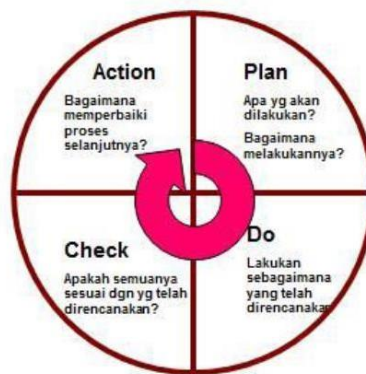 Action
Bagaimana
memperbaiki
proses
selanjutnya?
Plan
Apa yg akan
dilakukan?
Bagaimana
melakukannya?
Do
Lakukan
sebagaimana
yang telah
direncanakan
Check
Apakah semuanya
sesuai dgn yg telah
direncanakan?